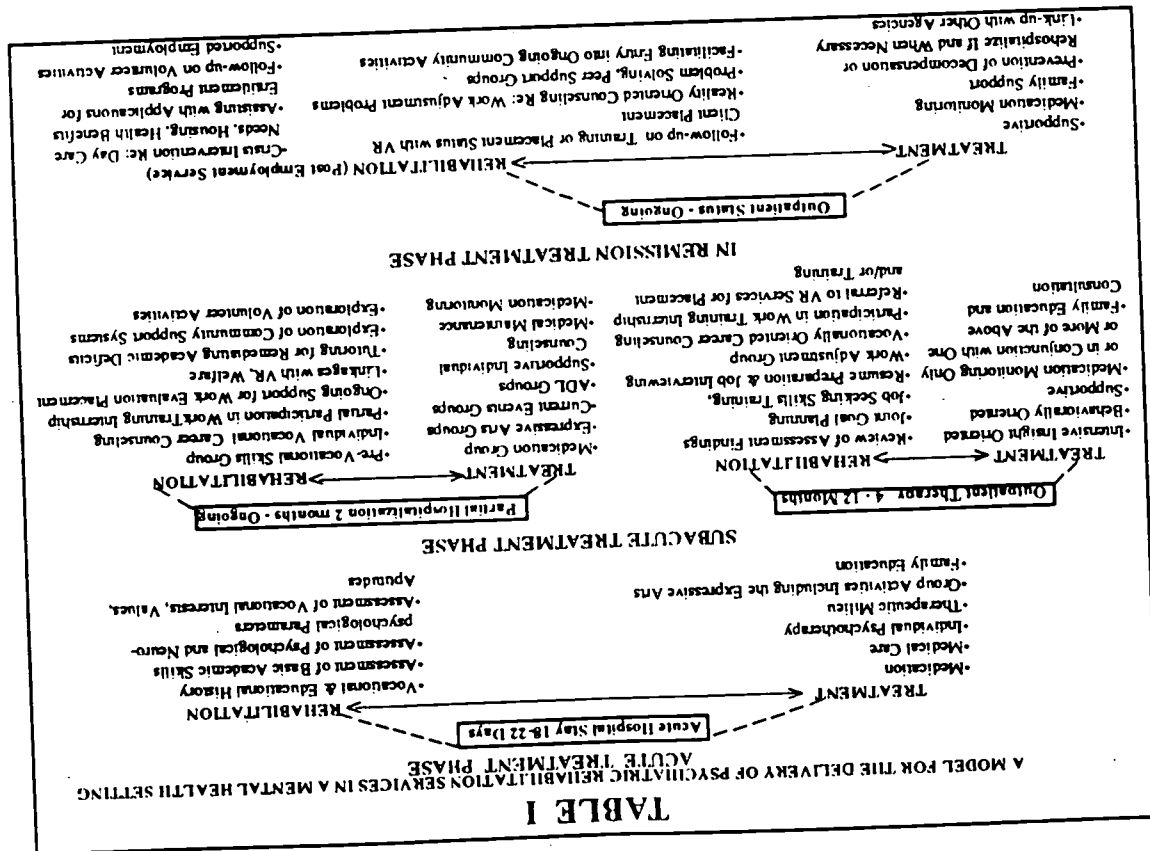 TABLE I
A MODEL FOR THE DELIVERY OF PSYCHIATRIC REHABILITATION SERVICES IN A MENTAL HEALTH SETTING
ACUTE TREATMENT PHASE
Acute Hospital Stay 18-22 Days
TREATMENT
•Medication
•Medical Care
•Individual Psychotherapy
•Therapeutic Milieu
•Group Activities Including the Expressive Arts
•Family Education
REHABILITATION
•Vocational & Educational History
•Assessment of Basic Academic Skills
•Assessment of Psychological and Neuro-
psychological Parameters
•Assessment of Vocational Interests, Values,
Aptitudes
SUBACUTE TREATMENT PHASE
Outpatient Therapy 4 - 12 Months
TREATMENT
•Intensive Insight Oriented
•Behaviorally Oriented
•Supportive
•Medication Monitoring Only
or in Conjunction with One
or More of the Above
•Family Education and
Consultation
REHABILITATION
•Review of Assessment Findings
Joint Goal Planning
•Job Seeking Skills Training,
•Resume Preparation & Job Interviewing
•Work Adjustment Group
•Vocationally Oriented Career Counseling
•Participation in Work Training Internship
•Referral to VR Services for Placement
and/or Training
Partial Hospitalization 2 months - Ongoing
TREATMENT
•Medication Group
•Expressive Arts Groups
-Current Events Groups
•ADL Groups
•Supportive Individual
Counseling
•Medical Maintenance
•Medication Monitoring
REHABILITATION
•Pre-Vocational Skills Group
•Individual Vocational Career Counseling
•Partial Participation in Work Training Internship
•Ongoing Support for Work Evaluation Placement
•Linkages with VR, Welfare
•Tutoring for Remediating Academic Deficits
•Exploration of Community Support Systems
•Exploration of Volunteer Activities
IN REMISSION TREATMENT PHASE
Outpatient Status - Ongoing
TREATMENT
•Supportive
•Medication Monitoring
•Family Support
•Prevention of Decompensation or
Rehospitalize If and When Necessary
•Link-up with Other Agencies
REHABILITATION (Post Employment Service)
•Follow-up on Training or Placement Status with VR
Client Placement
•Reality Oriented Counseling Re: Work Adjustment Problems
•Problem Solving, Peer Support Groups
•Facilitating Entry into Ongoing Community Activities
-Crisis Intervention Re: Day Care
Needs, Housing, Health Benefits
•Assisting with Applications for
Entitlement Programs
•Follow-up on Volunteer Activities
•Supported Employment